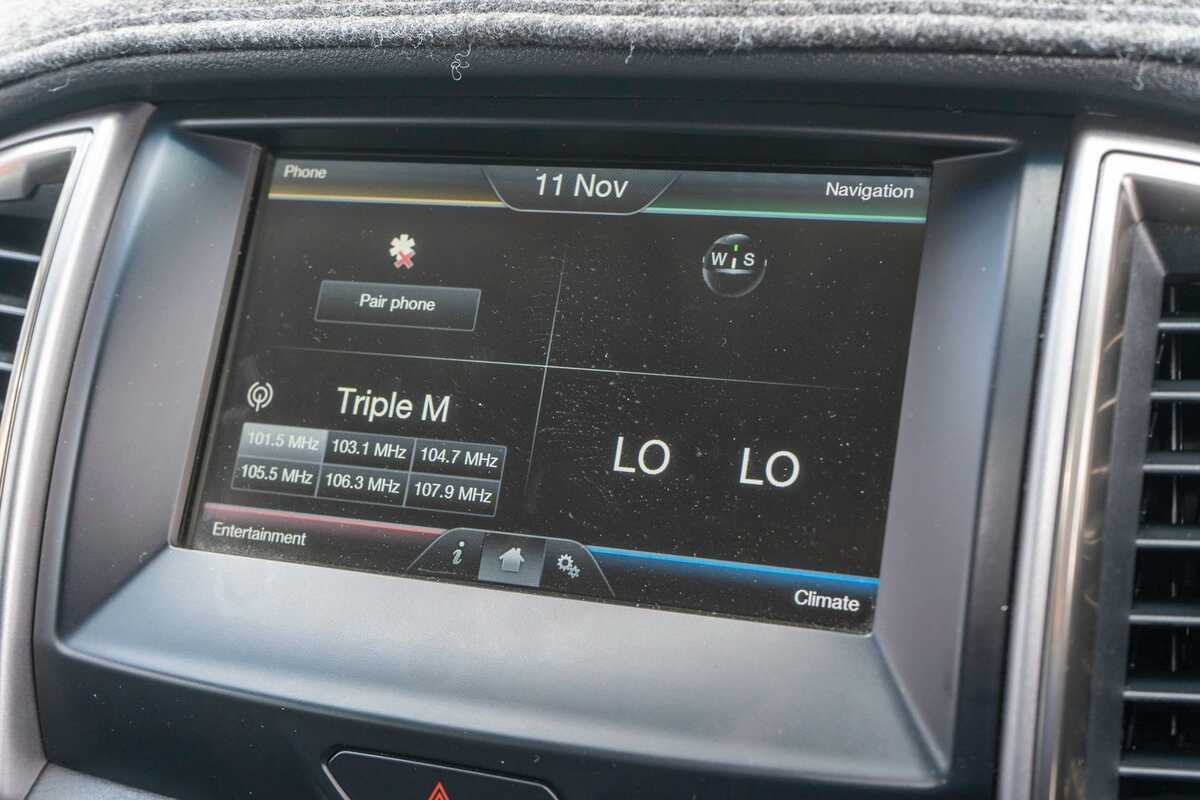 Phone
11 Nov
Navigation
W S
Pair phone
Triple M
101.5 MHz 103.1 MHz 104.7 MHz
105.5 MHz 106.3 MHz 107.9 MHz
LO LO
Entertainment
i
Climate